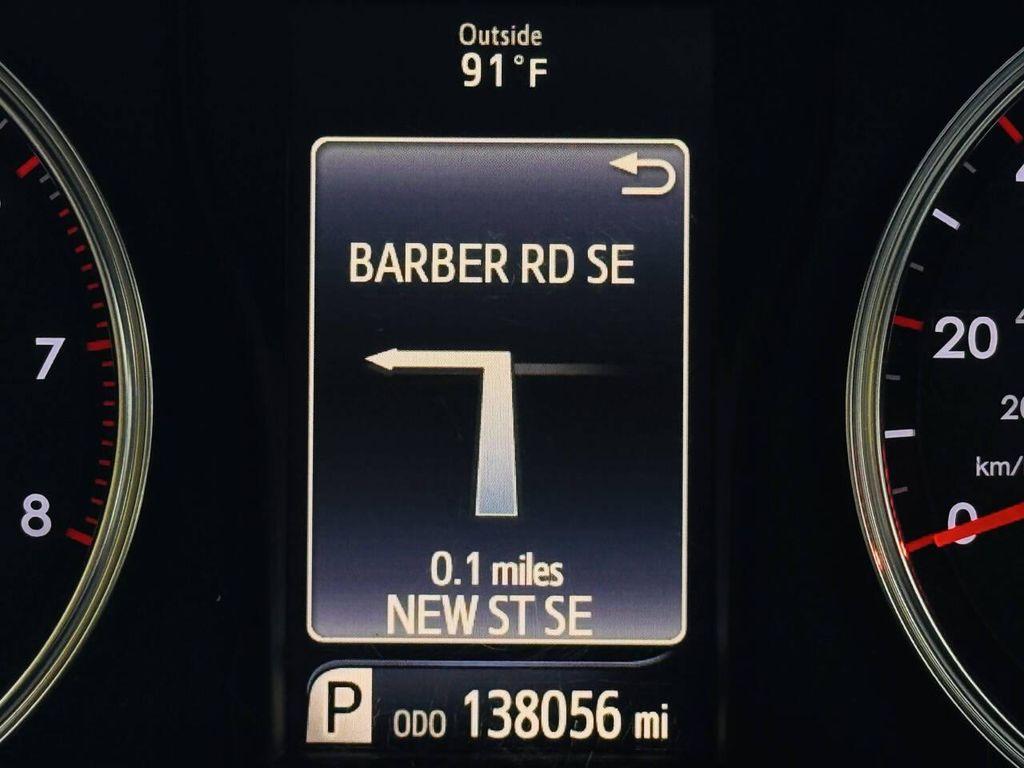 Outside
91°F
BARBER RD SE
0.1 miles
NEW ST SE
P ODO 138056 mi
7
8
20
20
km/
0